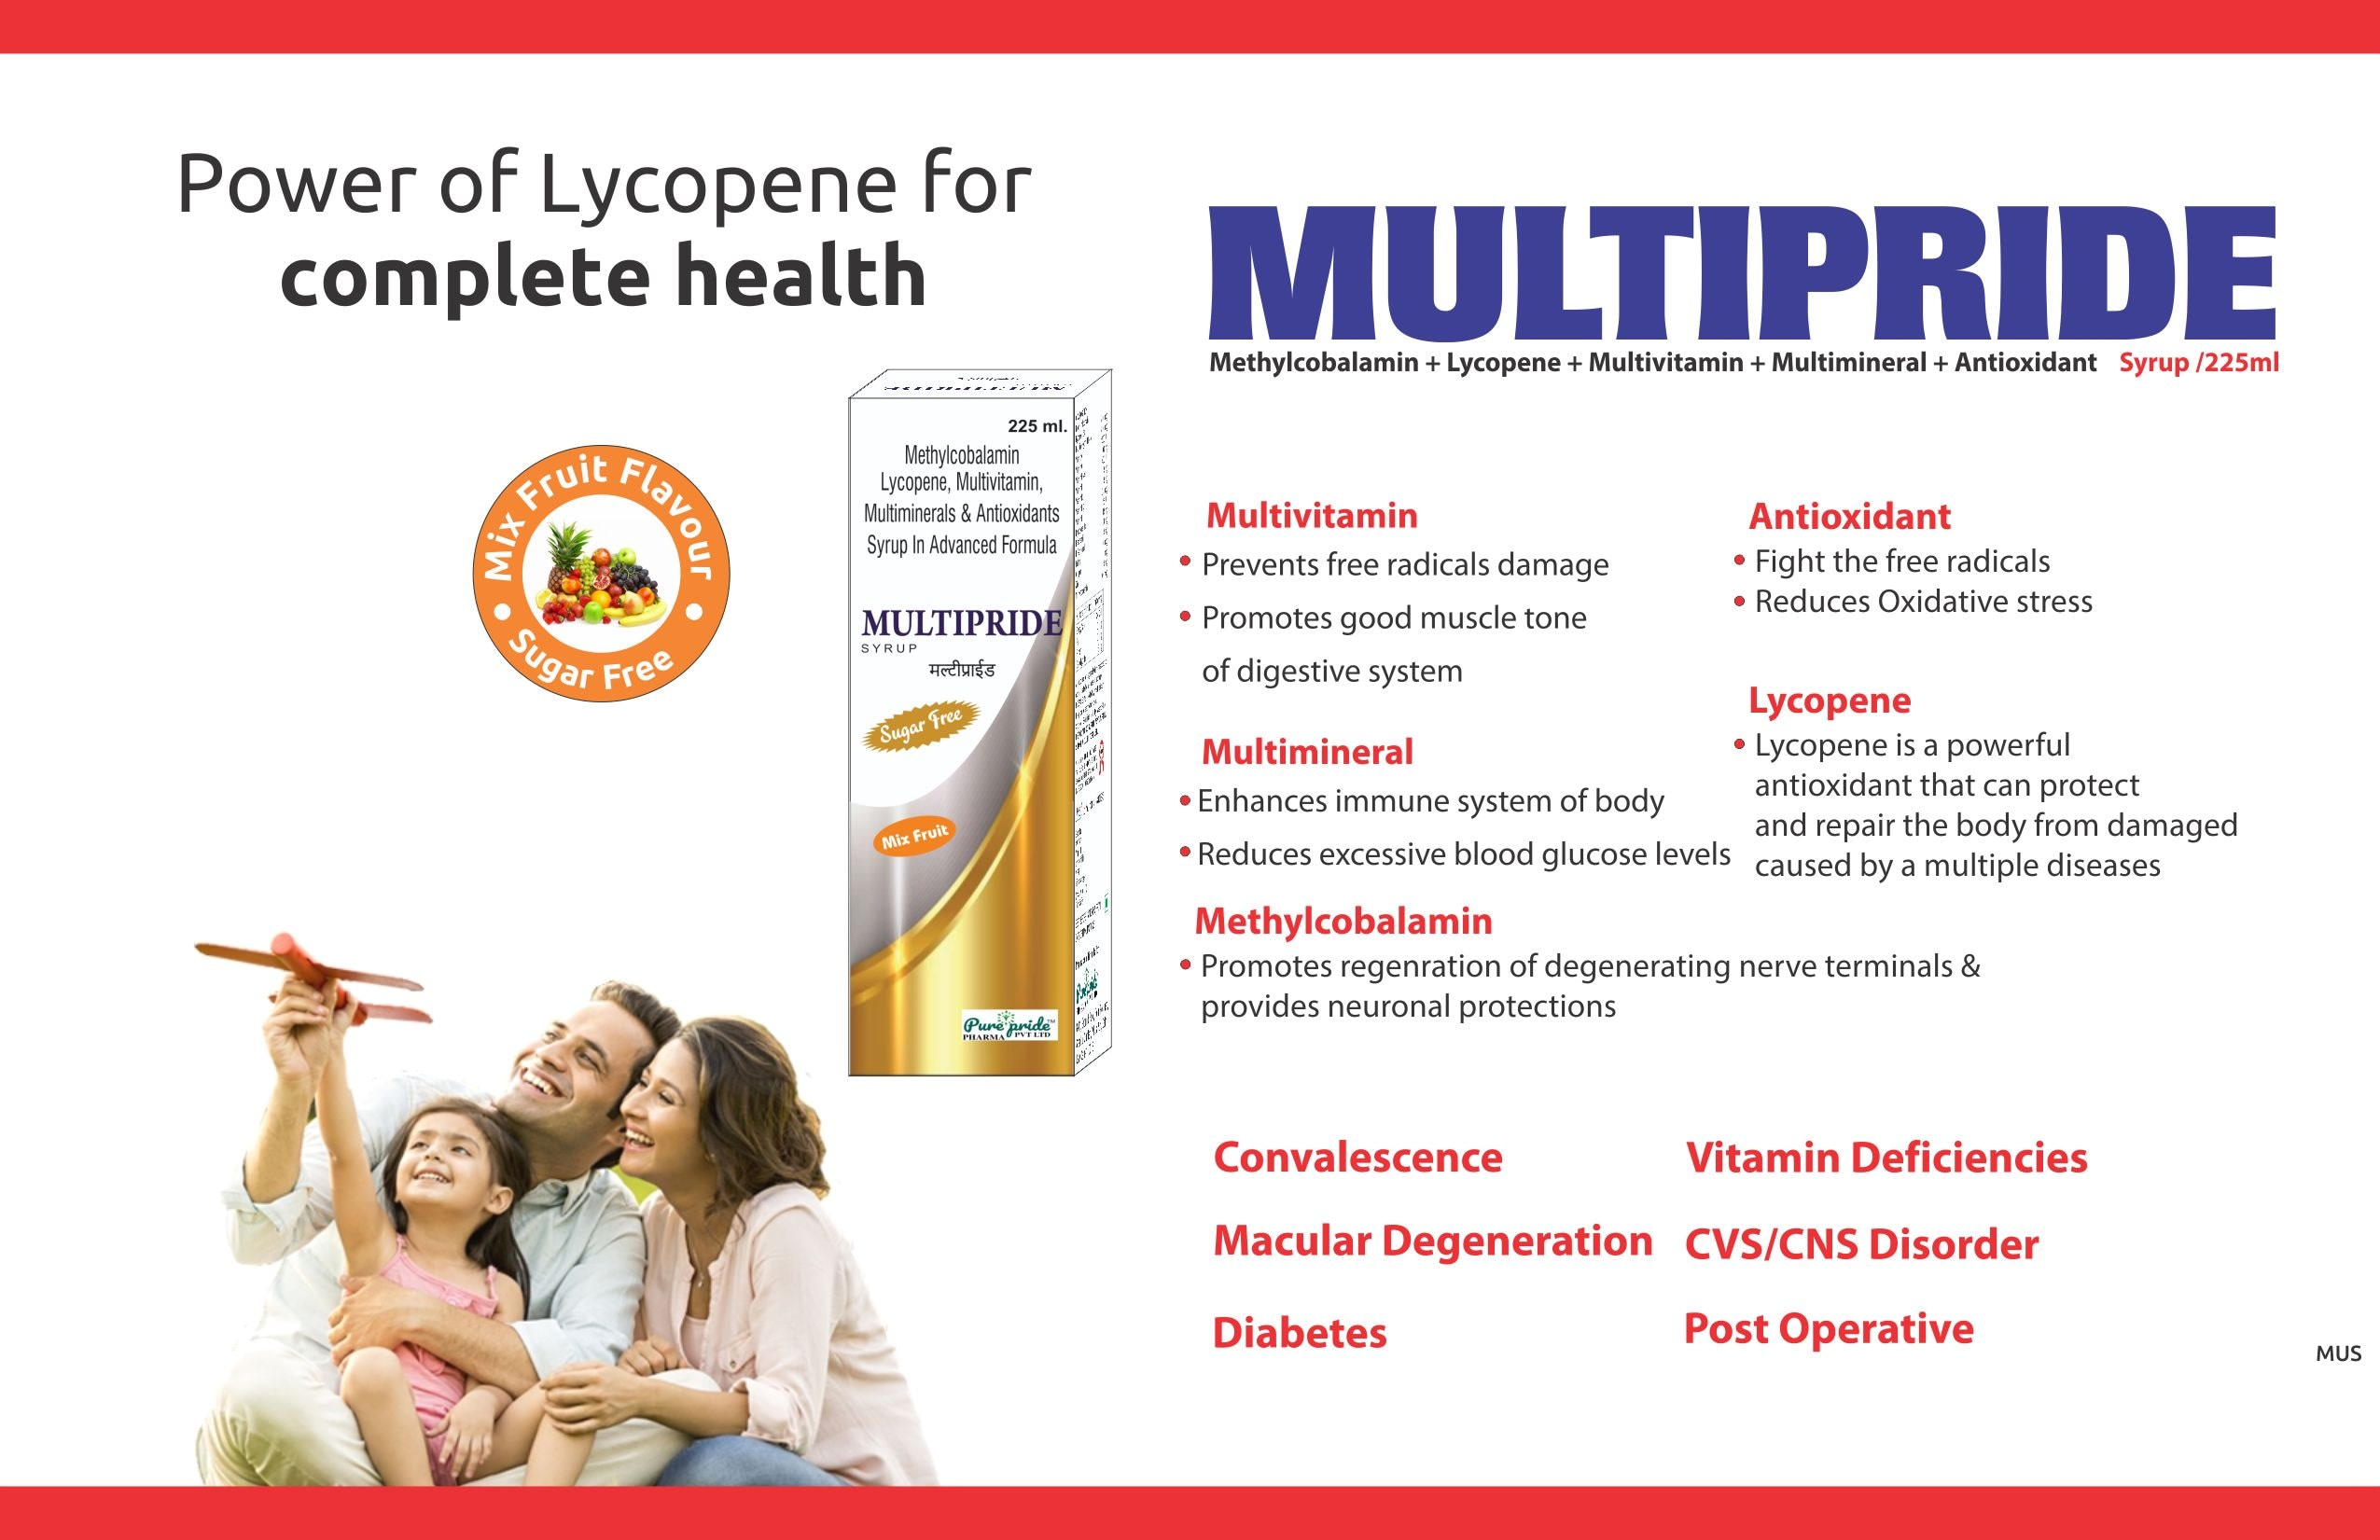 Power of Lycopene for
complete health
Mix Fruit Flavour
Sugar Free
225 ml.
Methylcobalamin
Lycopene, Multivitamin,
Multiminerals & Antioxidants
Syrup In Advanced Formula
MULTIPRIDE
SYRUP
मल्टीप्राईड
Sugar Free
Mix Fruit
Pure pride™
PHARMA PVT LTD
MULTIPRIDE
Methylcobalamin + Lycopene + Multivitamin + Multimineral + Antioxidant Syrup /225ml
Multivitamin
• Prevents free radicals damage
• Promotes good muscle tone
of digestive system
Multimineral
• Enhances immune system of body
• Reduces excessive blood glucose levels
Antioxidant
• Fight the free radicals
• Reduces Oxidative stress
Lycopene
• Lycopene is a powerful
antioxidant that can protect
and repair the body from damaged
caused by a multiple diseases
Methylcobalamin
• Promotes regenration of degenerating nerve terminals &
provides neuronal protections
Convalescence
Vitamin Deficiencies
Macular Degeneration
CVS/CNS Disorder
Diabetes
Post Operative
MUS